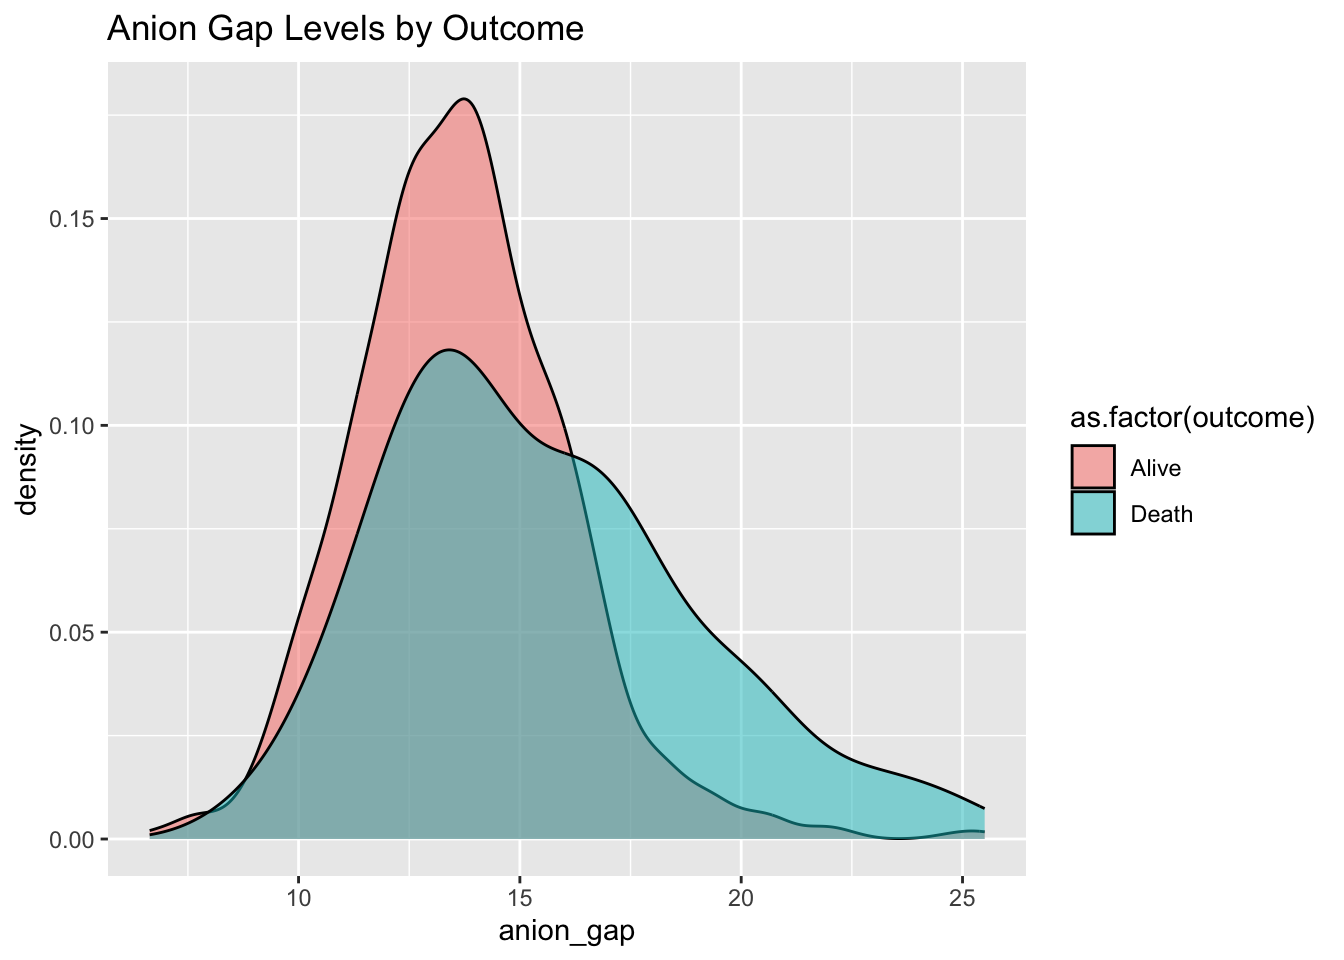 Anion Gap Levels by Outcome
0.15
0.10
0.05
0.00
density
10 15 20 25
anion_gap
as.factor(outcome)
Alive
Death